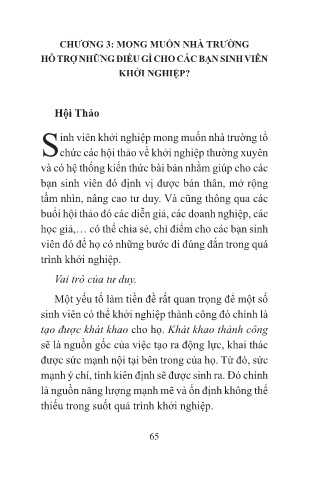 CHƯƠNG 3: MONG MUỐN NHÀ TRƯỜNG
HỖ TRỢ NHỮNG ĐIỀU GÌ CHO CÁC BẠN SINH VIÊN
KHỞI NGHIỆP?
Hội Thảo
Sinh viên khởi nghiệp mong muốn nhà trường tổ
chức các hội thảo về khởi nghiệp thường xuyên
và có hệ thống kiến thức bài bản nhằm giúp cho các
bạn sinh viên đó định vị được bản thân, mở rộng
tầm nhìn, nâng cao tư duy. Và cũng thông qua các
buổi hội thảo đó các diễn giả, các doanh nghiệp, các
học giả,… có thể chia sẻ, chỉ điểm cho các bạn sinh
viên đó để họ có những bước đi đúng đắn trong quá
trình khởi nghiệp.
Vai trò của tư duy.
Một yếu tố làm tiền đề rất quan trọng để một số
sinh viên có thể khởi nghiệp thành công đó chính là
tạo được khát khao cho họ. Khát khao thành công
sẽ là nguồn gốc của việc tạo ra động lực, khai thác
được sức mạnh nội tại bên trong của họ. Từ đó, sức
mạnh ý chí, tính kiên định sẽ được sinh ra. Đó chính
là nguồn năng lượng mạnh mẽ và ổn định không thể
thiếu trong suốt quá trình khởi nghiệp.
65